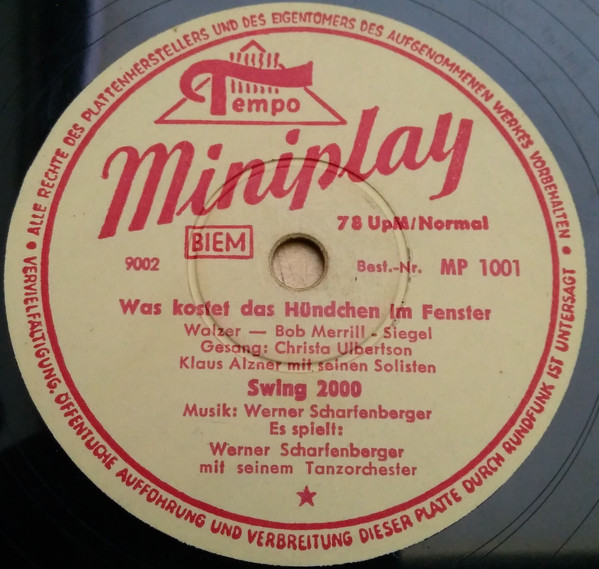 ALLE RECHTE DES PLATTENHERSTELLERS UND DES EIGENTÜMERS DES AUFGENOMMENEN WERKES VORBEHALTEN •
Tempo
Miniplay
78 UpM/Normal
9002 BIEM Best.-Nr. MP 1001
Was kostet das Hündchen im Fenster
Walzer — Bob Merrill - Siegel
Gesang: Christa Ulbertson
Klaus Alzner mit seinen Solisten
Swing 2000
Musik: Werner Scharfenberger
Es spielt:
Werner Scharfenberger
mit seinem Tanzorchester
• VERVIELFÄLTIGUNG, ÖFFENTLICHE AUFFÜHRUNG UND VERBREITUNG DIESER PLATTE DURCH RUNDFUNK IST UNTERSAGT